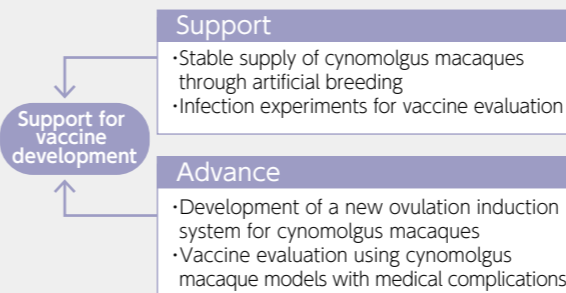 Support
・Stable supply of cynomolgus macaques
through artificial breeding
・Infection experiments for vaccine evaluation
Support for
vaccine
development
Advance
・Development of a new ovulation induction
system for cynomolgus macaques
・Vaccine evaluation using cynomolgus
macaque models with medical complications